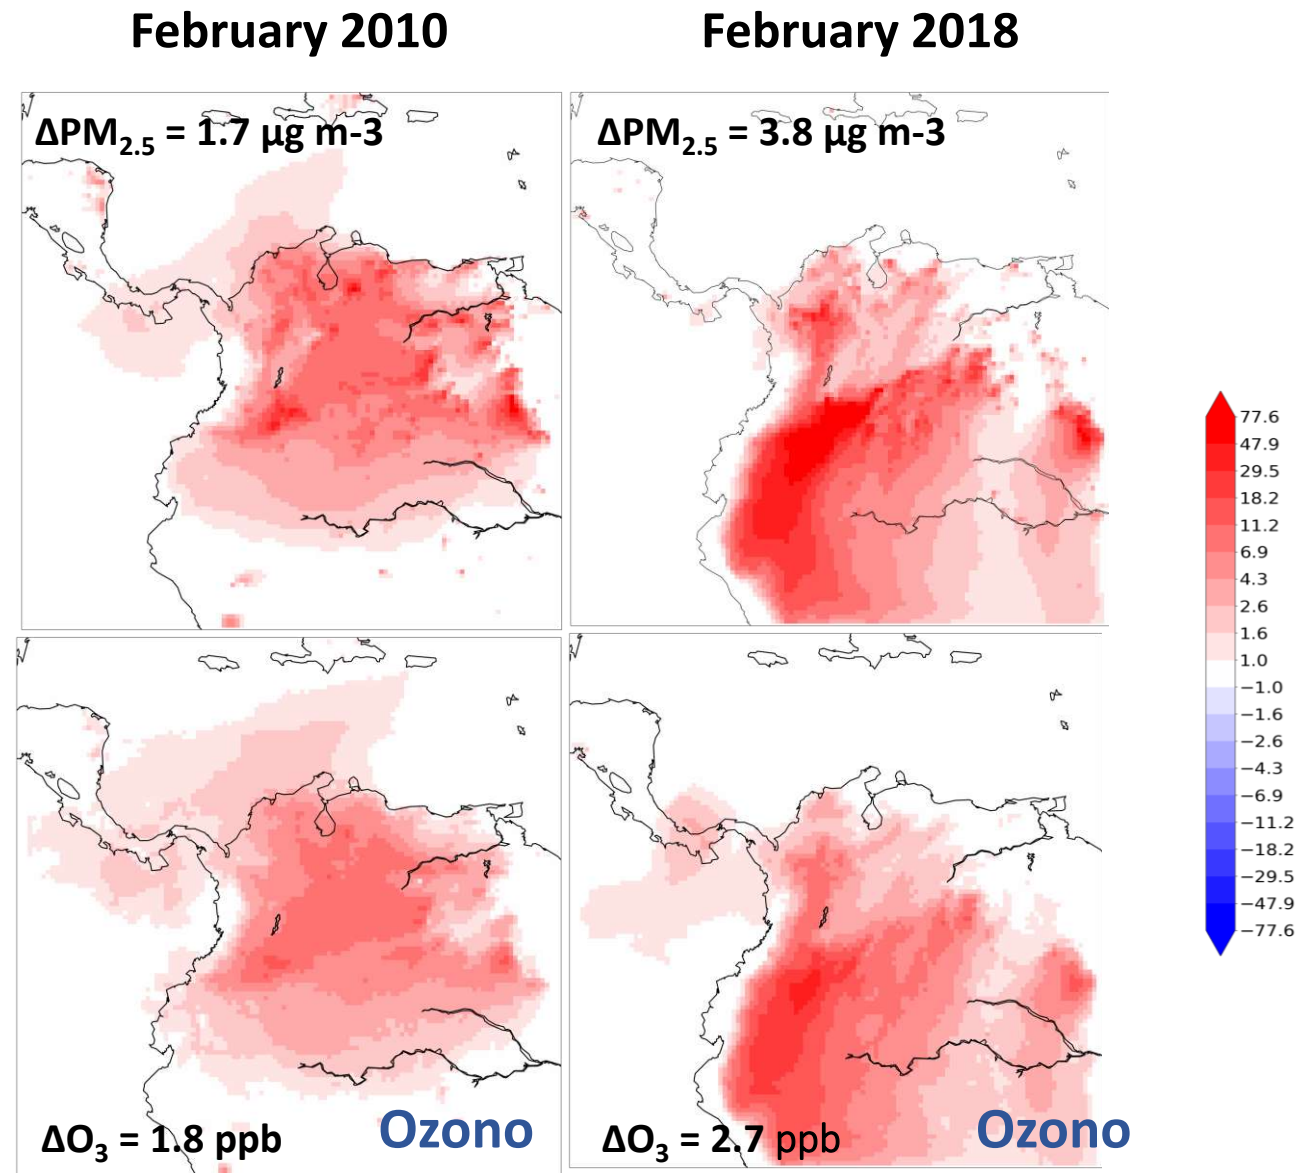 February 2010
February 2018
ΔPM2.5 = 1.7 µg m-3
ΔPM2.5 = 3.8 µg m-3
77.6
47.9
29.5
18.2
11.2
6.9
4.3
2.6
1.6
1.0
−1.0
−1.6
−2.6
−4.3
−6.9
−11.2
−18.2
−29.5
−47.9
−77.6
ΔO3 = 1.8 ppb
Ozono
ΔO3 = 2.7 ppb
Ozono